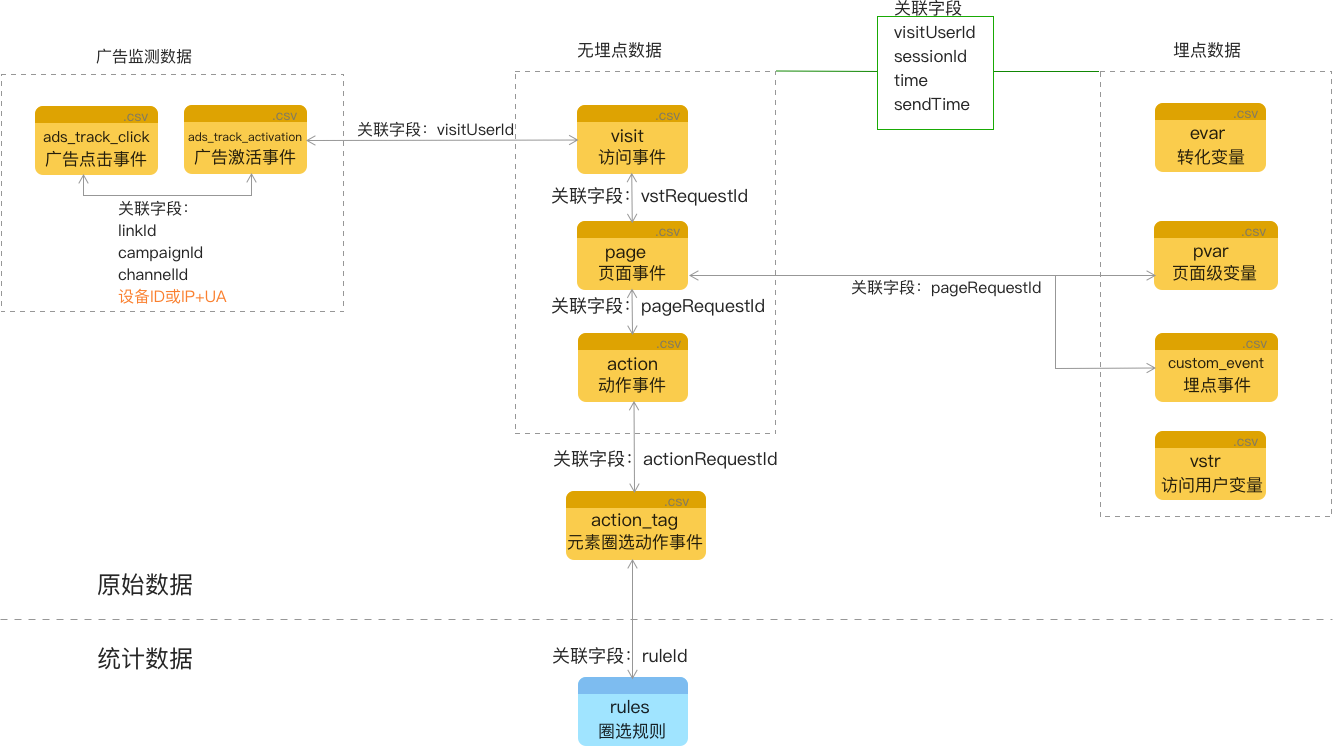 关联字段
visitUserId
sessionId
time
sendTime
广告监测数据
无埋点数据
埋点数据
.csv
ads_track_click
广告点击事件
.csv
ads_track_activation
广告激活事件
关联字段：visitUserId
.csv
visit
访问事件
.csv
evar
转化变量
关联字段：
linkId
campaignId
channelId
设备ID或IP+UA
关联字段：vstRequestId
.csv
page
页面事件
.csv
pvar
页面级变量
关联字段：pageRequestId
关联字段：pageRequestId
.csv
action
动作事件
.csv
custom_event
埋点事件
关联字段：actionRequestId
.csv
vstr
访问用户变量
.csv
action_tag
元素圈选动作事件
原始数据
统计数据
关联字段：ruleId
rules
圈选规则